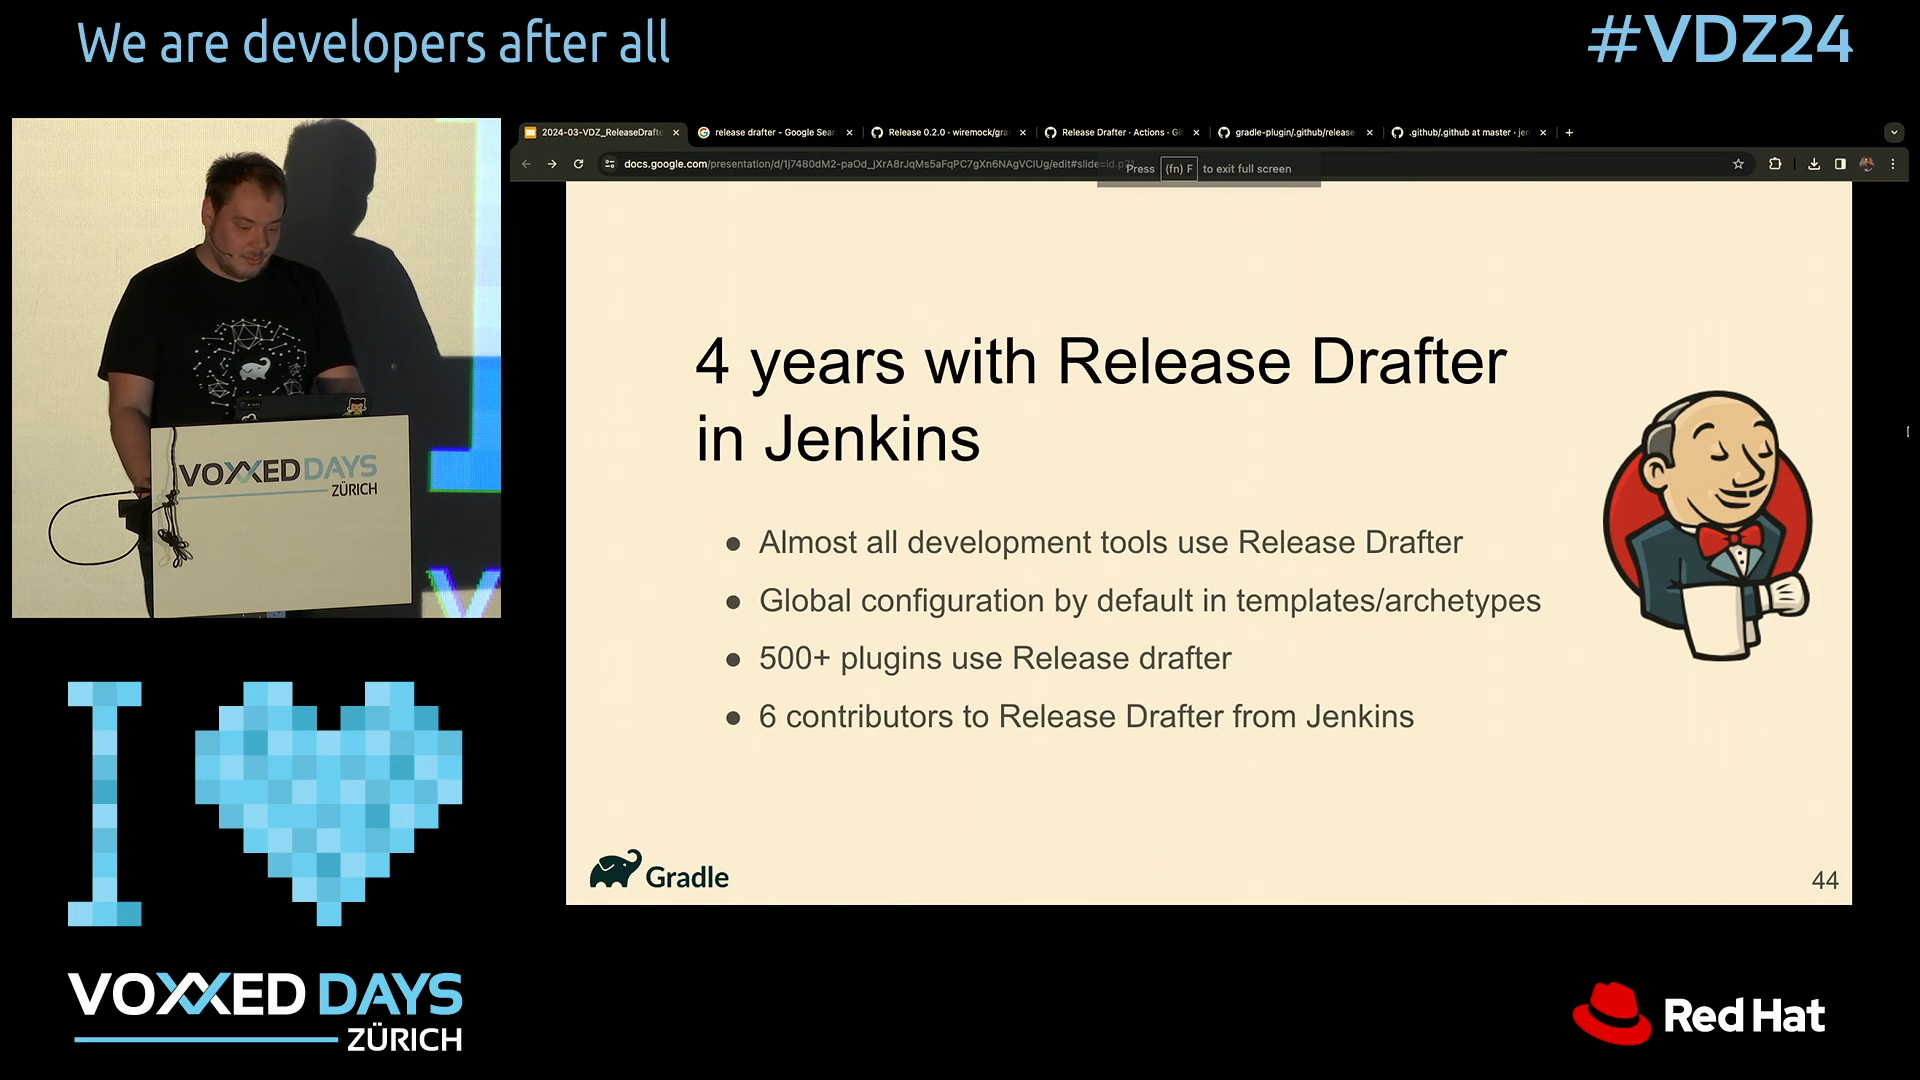 We are developers after all
#VDZ24
2024-03-VDZ_ReleaseDrafte
release drafter - Google Sear
Release 0.2.0 · wiremock/gra
Release Drafter · Actions · Git
gradle-plugin/.github/release
.github/.github at master · jen
docs.google.com/presentation/d/1j7480dM2-paOd_jXrA8rJqMs5aFqPC7gXn6NAgVCIUg/edit#slide=id.p
Press (fn) F to exit full screen
4 years with Release Drafter
in Jenkins
● Almost all development tools use Release Drafter
● Global configuration by default in templates/archetypes
● 500+ plugins use Release drafter
● 6 contributors to Release Drafter from Jenkins
Gradle
44
VOXXED DAYS
ZÜRICH
I
VOXXED DAYS
ZÜRICH
Red Hat